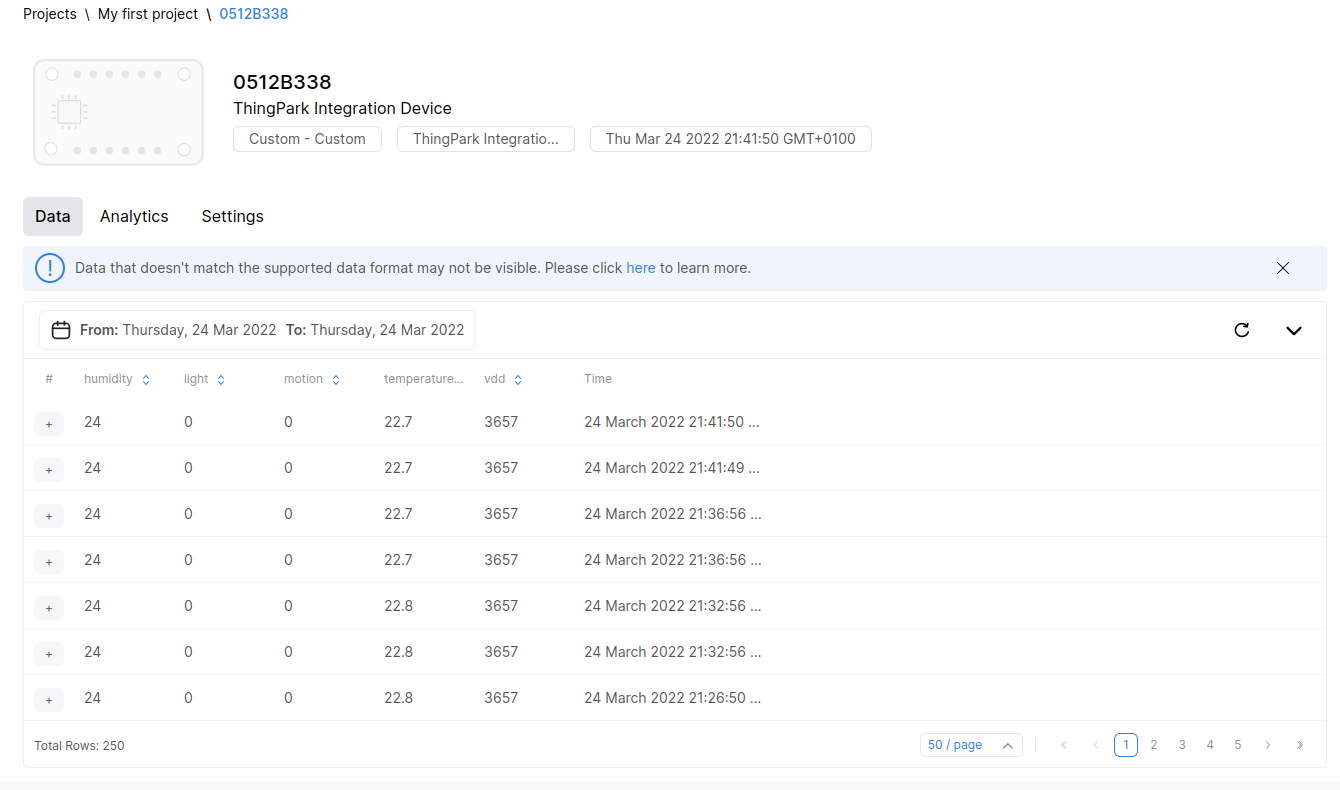 Projects \ My first project \ 0512B338
0512B338
ThingPark Integration Device
Custom - Custom ThingPark Integratio... Thu Mar 24 2022 21:41:50 GMT+0100
Data Analytics Settings
! Data that doesn't match the supported data format may not be visible. Please click here to learn more.
From: Thursday, 24 Mar 2022 To: Thursday, 24 Mar 2022
# humidity light motion temperature... vdd Time
+ 24 0 0 22.7 3657 24 March 2022 21:41:50 ...
+ 24 0 0 22.7 3657 24 March 2022 21:41:49 ...
+ 24 0 0 22.7 3657 24 March 2022 21:36:56 ...
+ 24 0 0 22.7 3657 24 March 2022 21:36:56 ...
+ 24 0 0 22.8 3657 24 March 2022 21:32:56 ...
+ 24 0 0 22.8 3657 24 March 2022 21:32:56 ...
+ 24 0 0 22.8 3657 24 March 2022 21:26:50 ...
Total Rows: 250 50 / page « ‹ 1 2 3 4 5 › »